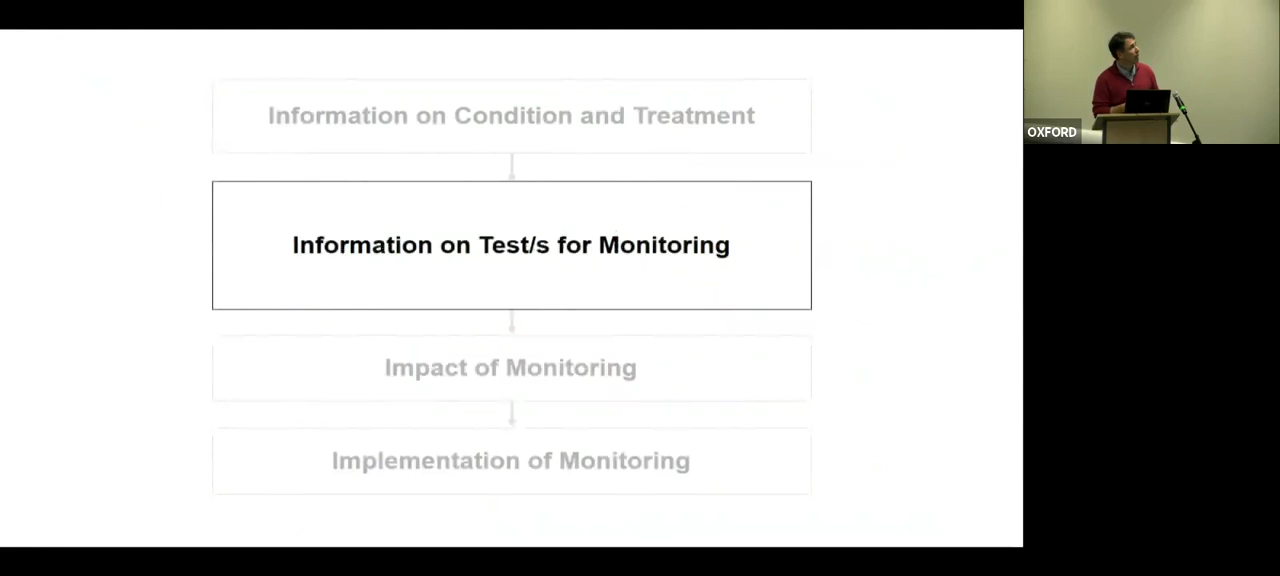 Information on Condition and Treatment
Information on Test/s for Monitoring
Impact of Monitoring
Implementation of Monitoring
OXFORD